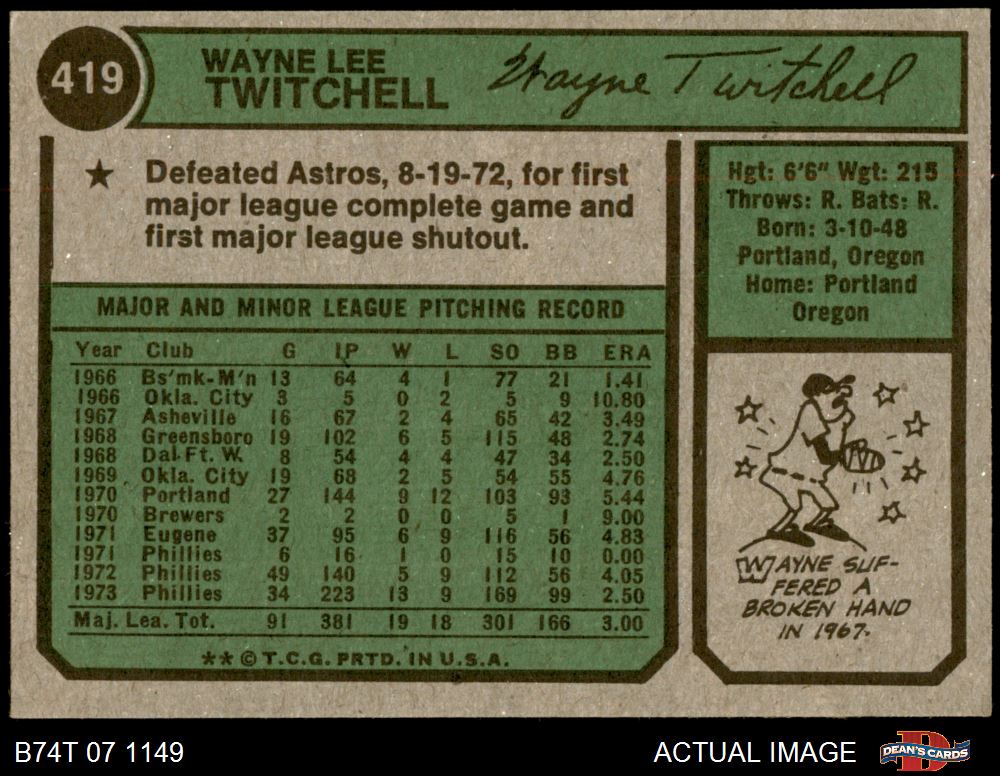 419
WAYNE LEE
TWITCHELL
Wayne Twitchell
★ Defeated Astros, 8-19-72, for first
major league complete game and
first major league shutout.
MAJOR AND MINOR LEAGUE PITCHING RECORD
Year Club G IP W L SO BB ERA
1966 Bs'mk-M'n 13 64 4 1 77 21 1.41
1966 Okla. City 3 5 0 2 5 9 10.80
1967 Asheville 16 67 2 4 65 42 3.49
1968 Greensboro 19 102 6 5 115 48 2.74
1968 Dal-Ft. W. 8 54 4 4 47 34 2.50
1969 Okla. City 19 68 2 5 54 55 4.76
1970 Portland 27 144 9 12 103 93 5.44
1970 Brewers 2 2 0 0 5 1 9.00
1971 Eugene 37 95 6 9 116 56 4.83
1971 Phillies 6 16 1 0 15 10 0.00
1972 Phillies 49 140 5 9 112 56 4.05
1973 Phillies 34 223 13 9 169 99 2.50
Maj. Lea. Tot. 91 381 19 18 301 166 3.00
** © T.C.G. PRTD. IN U.S.A.
Hgt: 6'6" Wgt: 215
Throws: R. Bats: R.
Born: 3-10-48
Portland, Oregon
Home: Portland
Oregon
WAYNE SUF-
FERED A
BROKEN HAND
IN 1967.
B74T 07 1149
ACTUAL IMAGE
DEAN'S CARDS